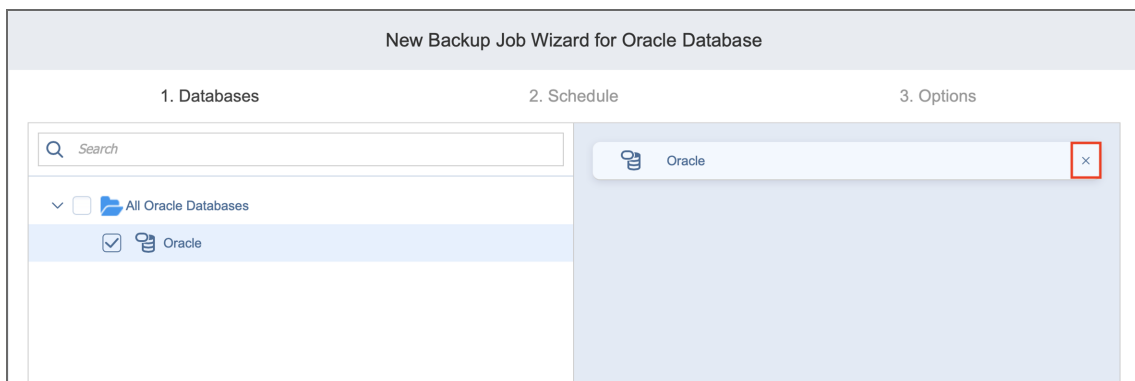 New Backup Job Wizard for Oracle Database
1. Databases
2. Schedule
3. Options
Search
Oracle
All Oracle Databases
Oracle